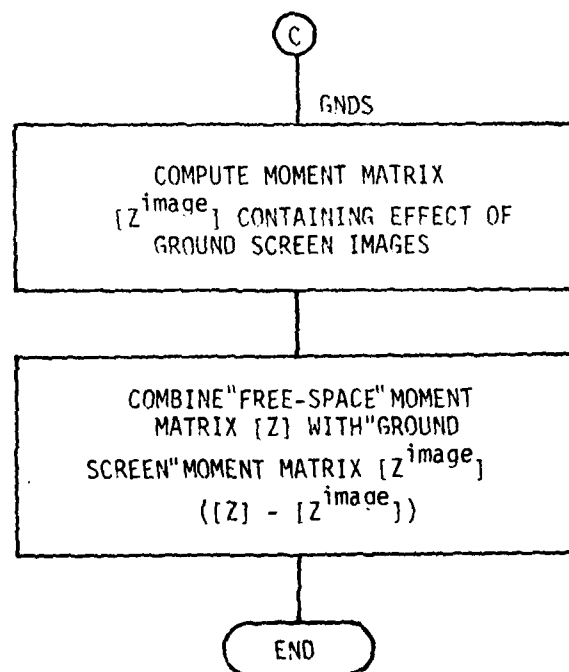 C
GNDS
COMPUTE MOMENT MATRIX
[Z^image] CONTAINING EFFECT OF
GROUND SCREEN IMAGES
COMBINE"FREE-SPACE"MOMENT
MATRIX [Z] WITH"GROUND
SCREEN"MOMENT MATRIX [Z^image]
([Z] - [Z^image])
END